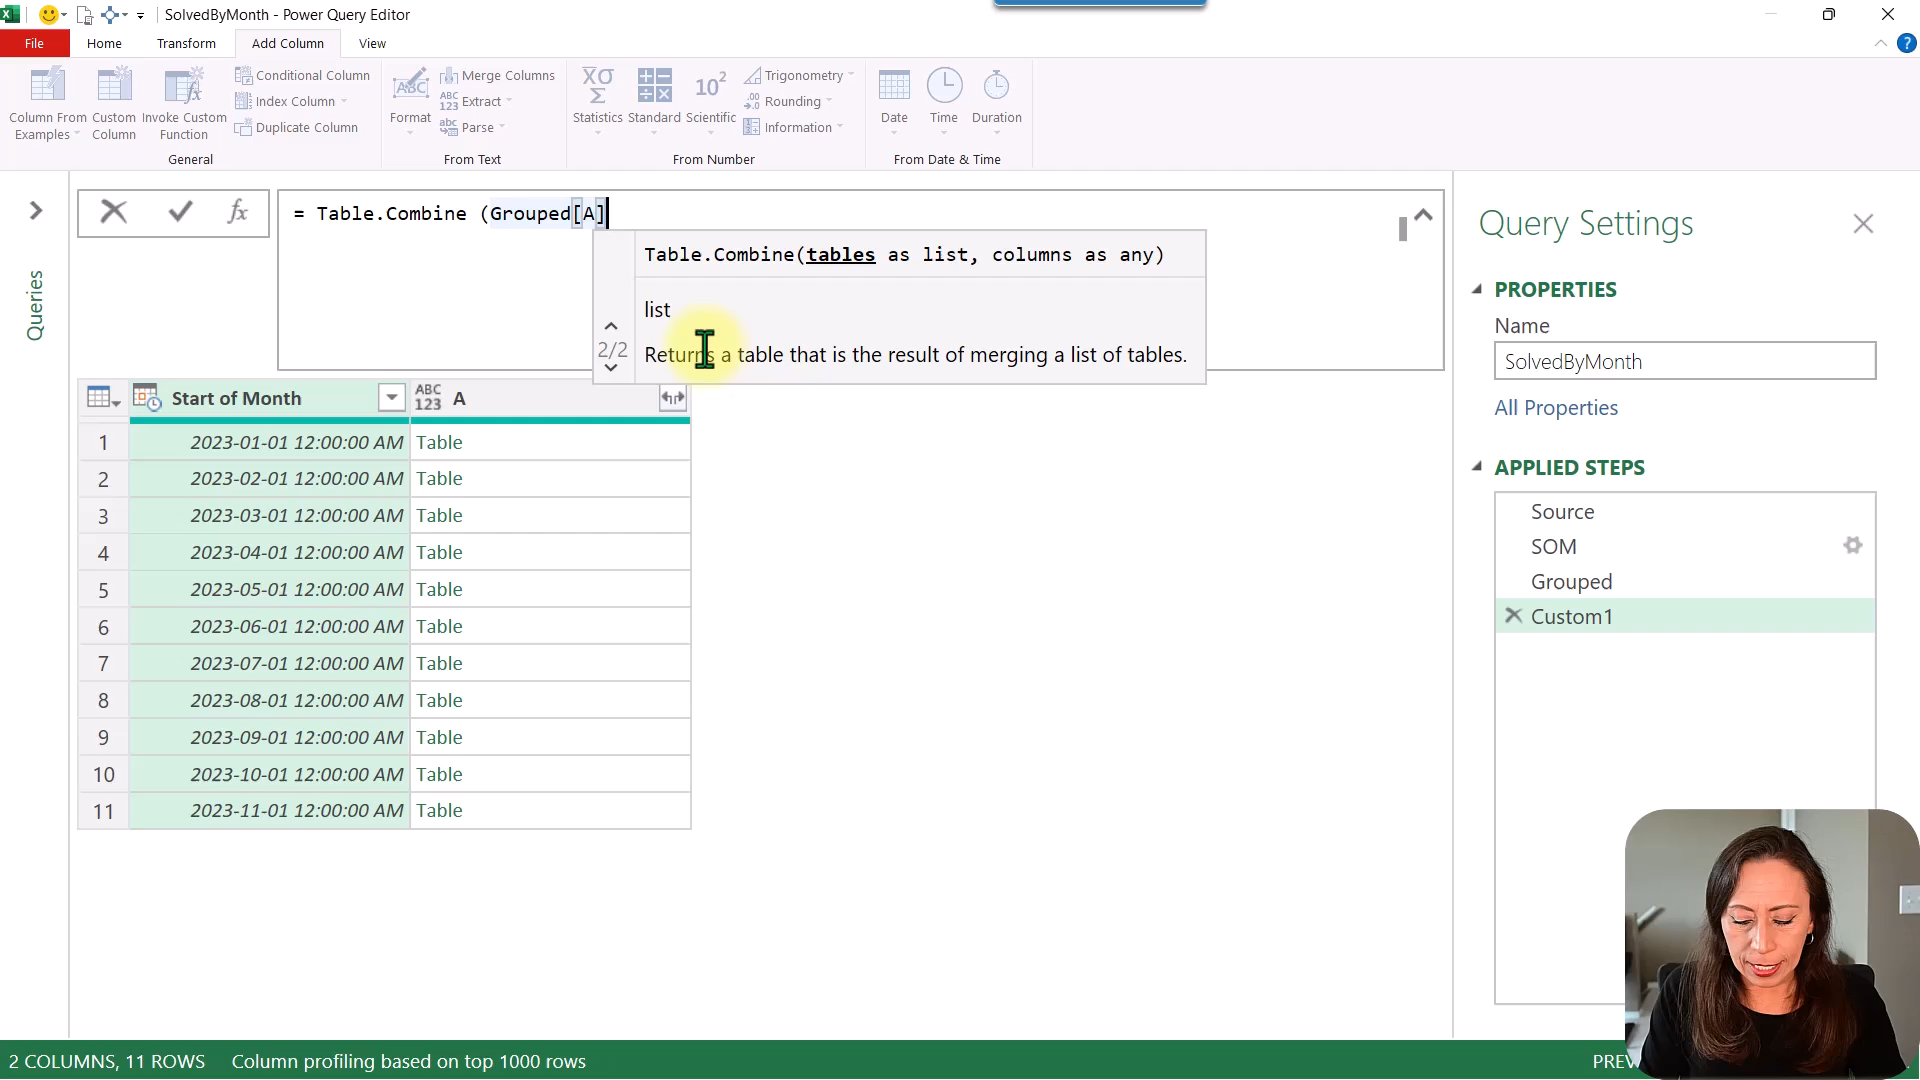 SolvedByMonth - Power Query Editor
File
Home
Transform
Add Column
View
?
Column From
Examples
Custom
Column
Invoke Custom
Function
Conditional Column
Index Column
Duplicate Column
General
ABC
Format
Merge Columns
ABC
123
Extract
abc
Parse
From Text
Statistics
Standard
10²
Scientific
Trigonometry
.00
.0
Rounding
Information
From Number
Date
Time
Duration
From Date & Time
fx
= Table.Combine (Grouped[A]
Table.Combine(tables as list, columns as any)
list
2/2
Returns a table that is the result of merging a list of tables.
Queries
Start of Month
ABC
123
A
1 2023-01-01 12:00:00 AM Table
2 2023-02-01 12:00:00 AM Table
3 2023-03-01 12:00:00 AM Table
4 2023-04-01 12:00:00 AM Table
5 2023-05-01 12:00:00 AM Table
6 2023-06-01 12:00:00 AM Table
7 2023-07-01 12:00:00 AM Table
8 2023-08-01 12:00:00 AM Table
9 2023-09-01 12:00:00 AM Table
10 2023-10-01 12:00:00 AM Table
11 2023-11-01 12:00:00 AM Table
Query Settings
PROPERTIES
Name
SolvedByMonth
All Properties
APPLIED STEPS
Source
SOM
Grouped
Custom1
2 COLUMNS, 11 ROWS
Column profiling based on top 1000 rows